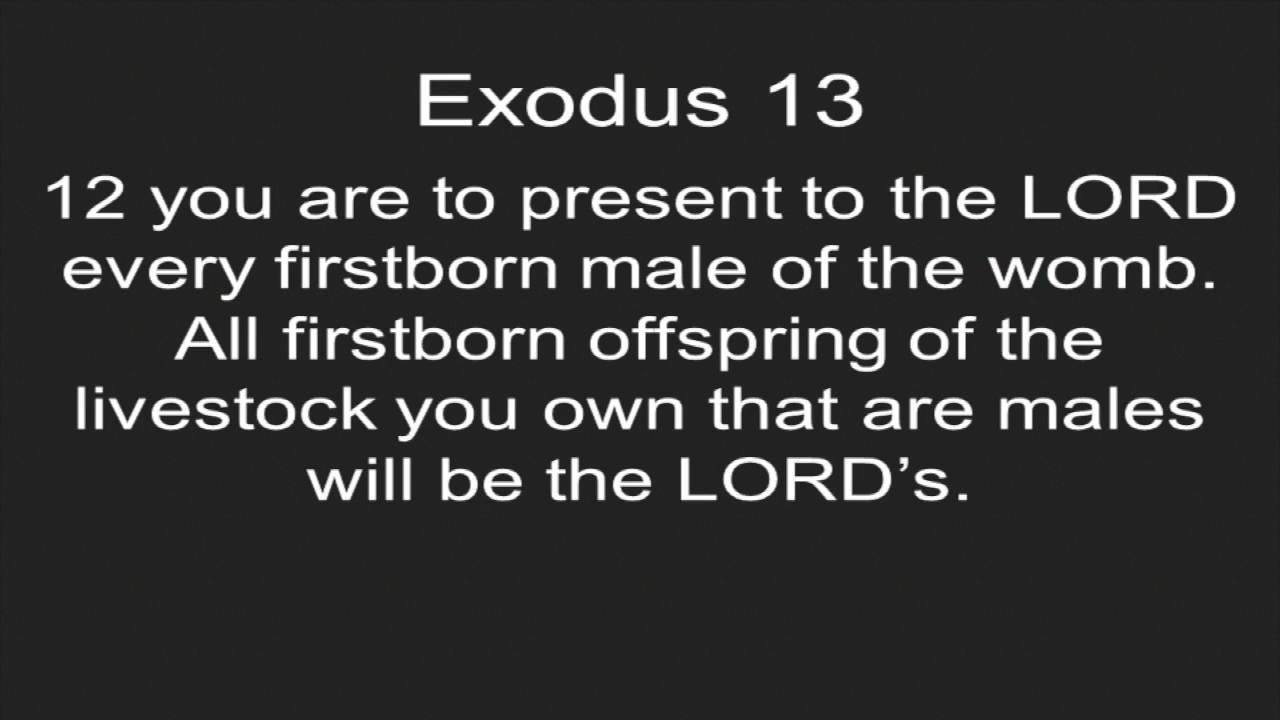 Exodus 13
12 you are to present to the LORD
every firstborn male of the womb.
All firstborn offspring of the
livestock you own that are males
will be the LORD’s.